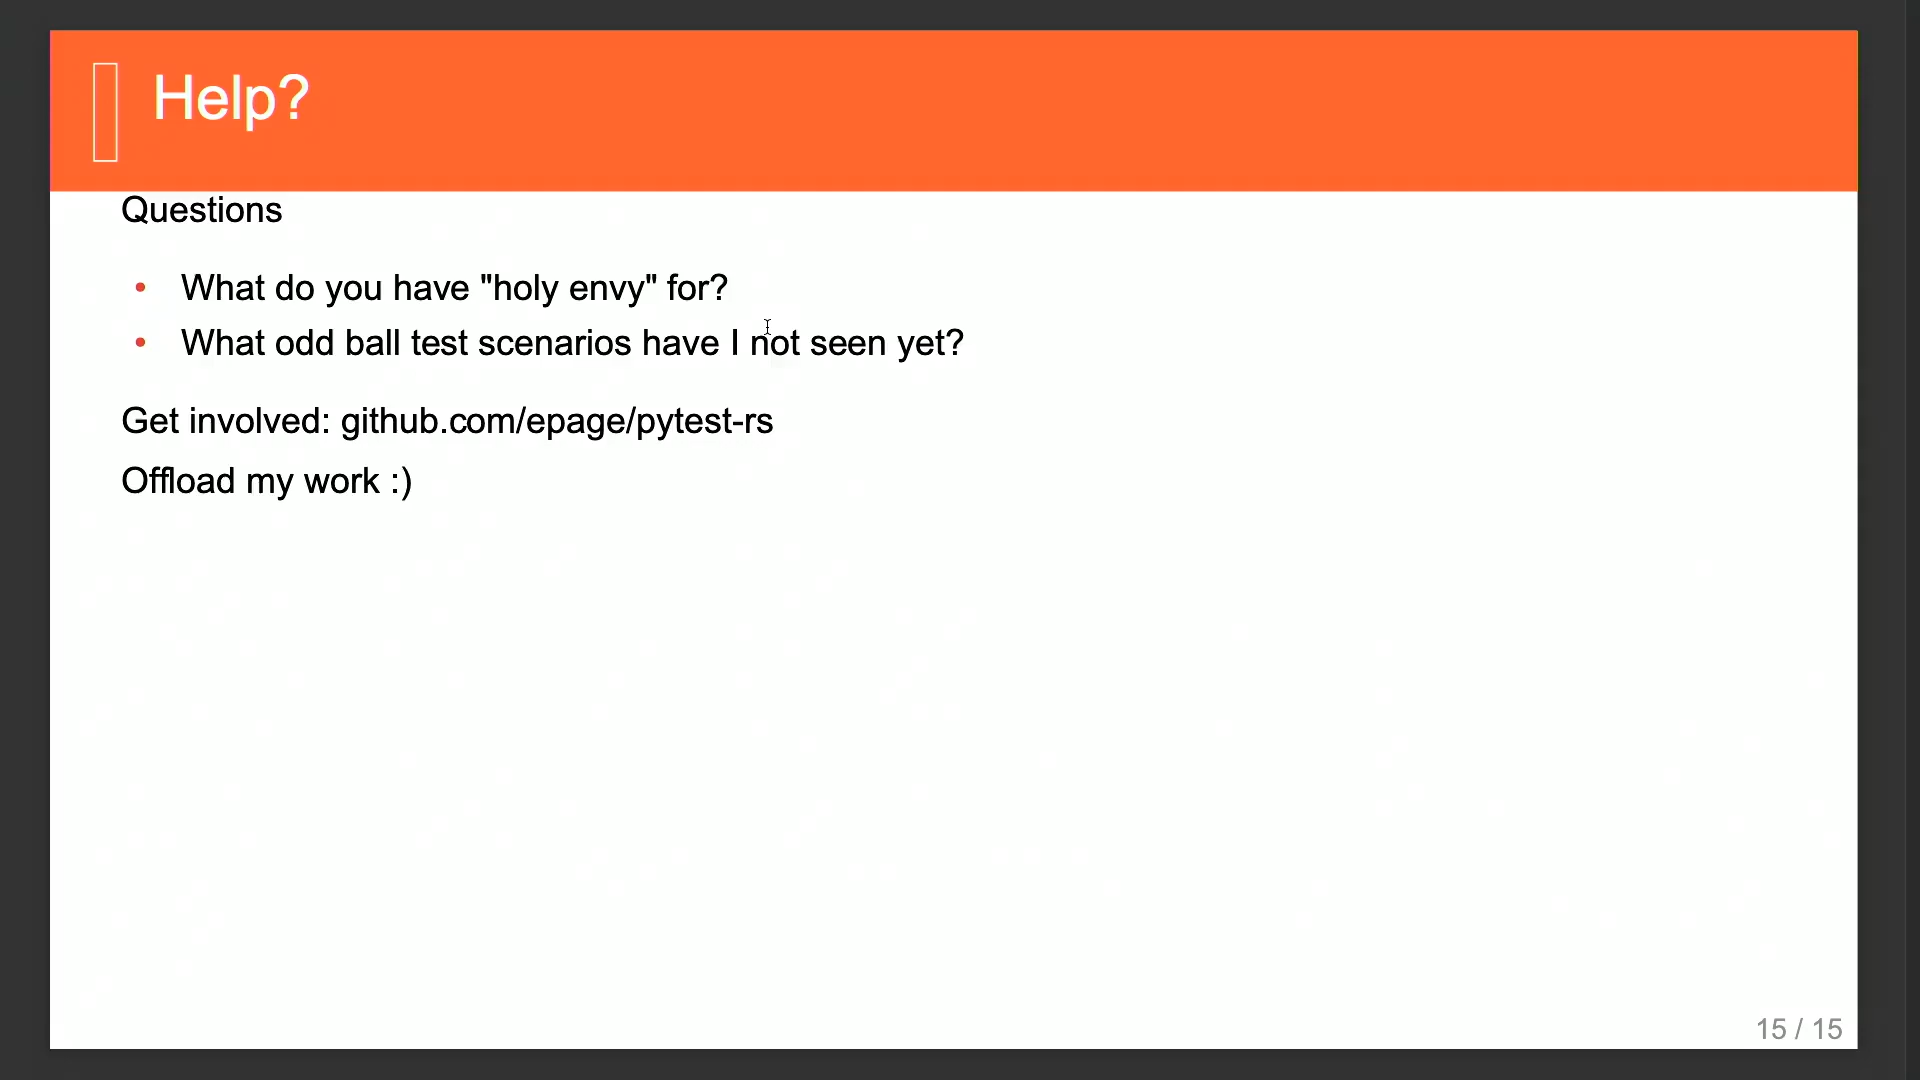 Help?
Questions
• What do you have "holy envy" for?
• What odd ball test scenarios have I not seen yet?
Get involved: github.com/epage/pytest-rs
Offload my work :)
15 / 15